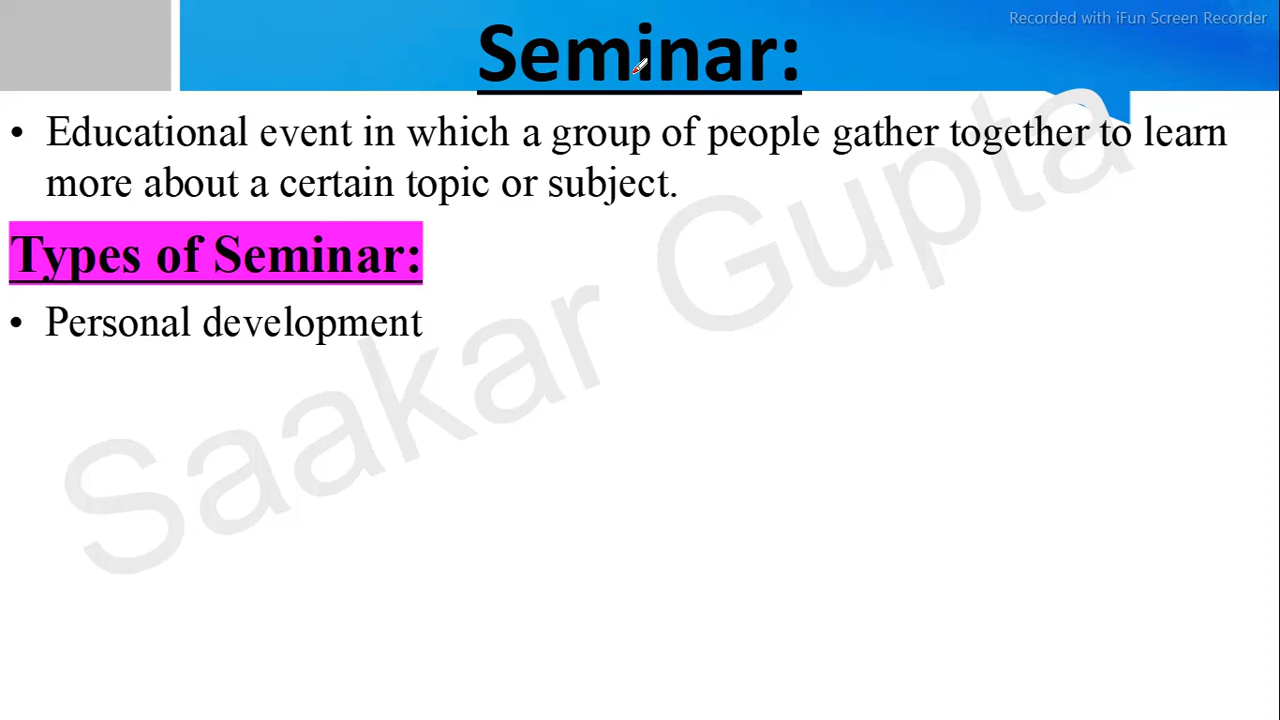 Recorded with iFun Screen Recorder
Seminar:
• Educational event in which a group of people gather together to learn
more about a certain topic or subject.
Types of Seminar:
• Personal development
Saakar Gupta